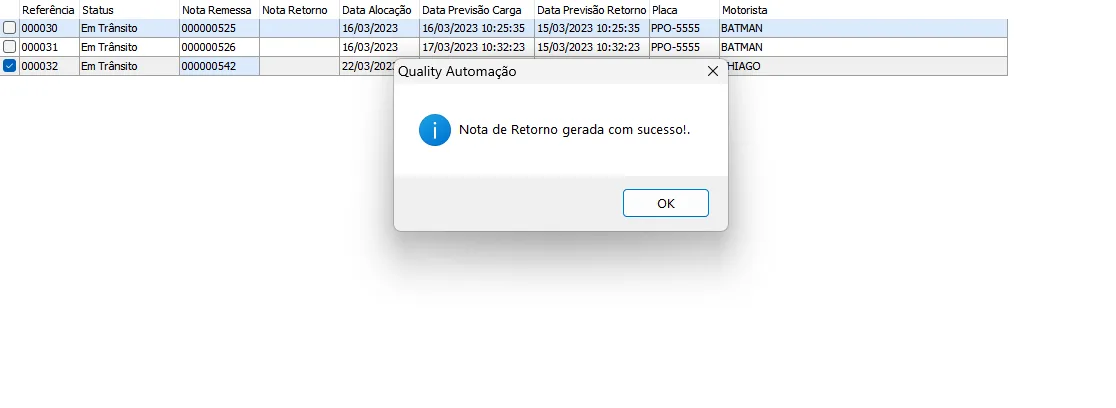 Referência Status Nota Remessa Nota Retorno Data Alocação Data Previsão Carga Data Previsão Retorno Placa Motorista
000030 Em Trânsito 000000525 16/03/2023 16/03/2023 10:25:35 15/03/2023 10:25:35 PPO-5555 BATMAN
000031 Em Trânsito 000000526 16/03/2023 17/03/2023 10:32:23 15/03/2023 10:32:23 PPO-5555 BATMAN
000032 Em Trânsito 000000542 22/03/202 HIAGO
Quality Automação
Nota de Retorno gerada com sucesso!.
OK